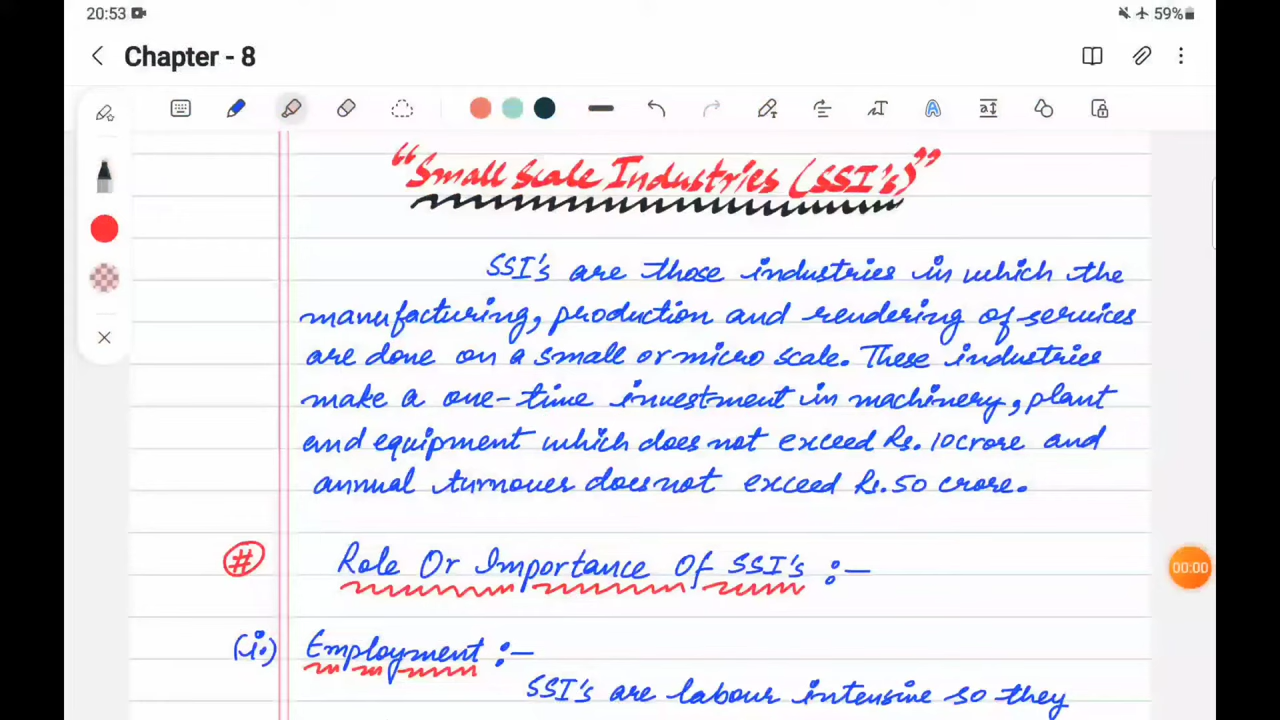 20:53
59%
Chapter - 8
"Small Scale Industries (SSI's)"
SSI's are those industries in which the
manufacturing, production and rendering of services
are done on a small or micro scale. These industries
make a one-time investment in machinery, plant
and equipment which does not exceed Rs. 10 crore and
annual turnover does not exceed Rs. 50 crore.
# Role Or Importance Of SSI's :-
00:00
(i.) Employment :-
SSI's are labour intensive so they